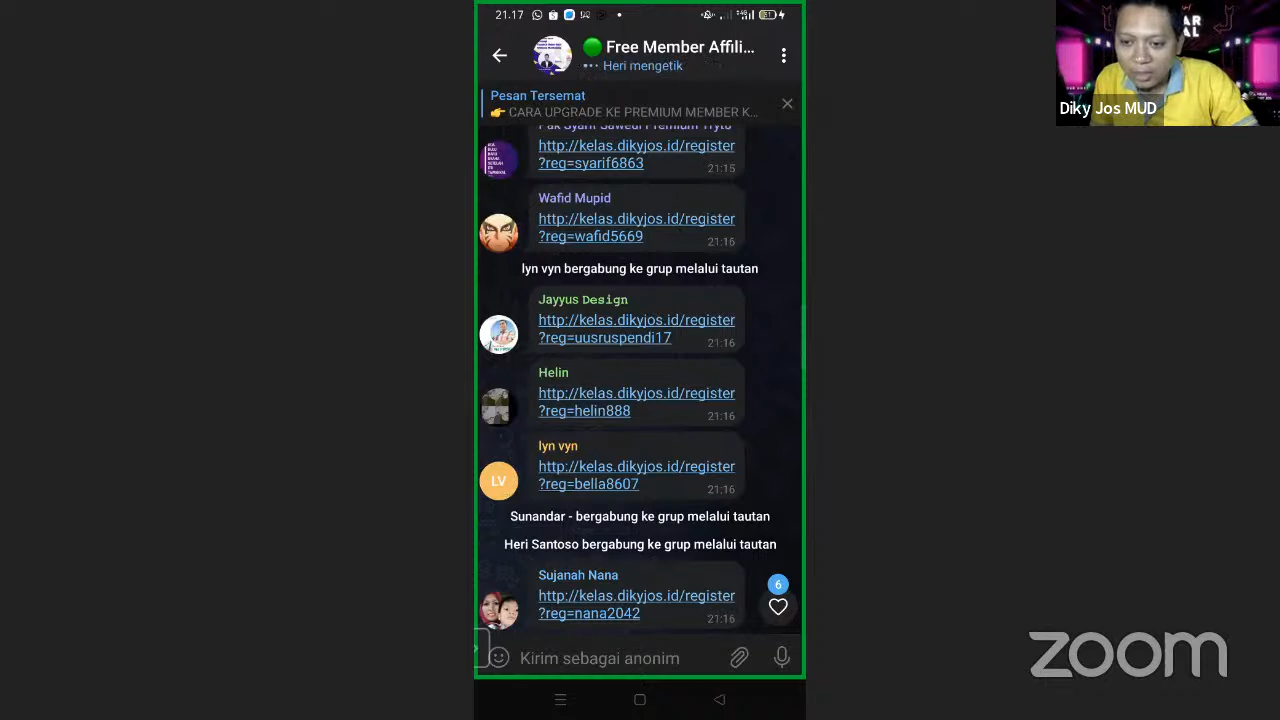 21.17
Free Member Affili...
Heri mengetik
Pesan Tersemat
👉 CARA UPGRADE KE PREMIUM MEMBER K...
http://kelas.dikyjos.id/register
?reg=syarif6863
21:15
Wafid Mupid
http://kelas.dikyjos.id/register
?reg=wafid5669
21:16
lyn vyn bergabung ke grup melalui tautan
Jayyus Design
http://kelas.dikyjos.id/register
?reg=uusruspendi17
21:16
Helin
http://kelas.dikyjos.id/register
?reg=helin888
21:16
lyn vyn
LV
http://kelas.dikyjos.id/register
?reg=bella8607
21:16
Sunandar - bergabung ke grup melalui tautan
Heri Santoso bergabung ke grup melalui tautan
Sujanah Nana
http://kelas.dikyjos.id/register
?reg=nana2042
21:16
6
Kirim sebagai anonim
Diky Jos MUD
zoom